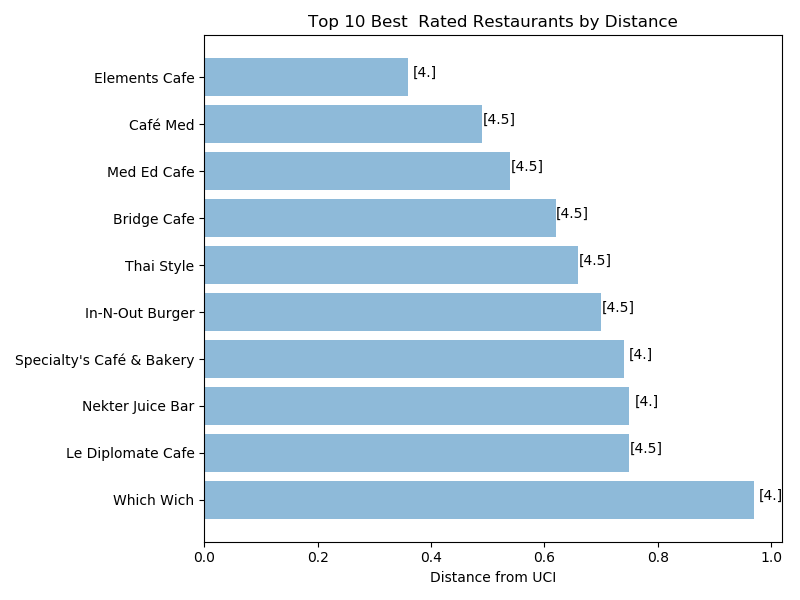 Top 10 Best  Rated Restaurants by Distance
Elements Cafe [4.]
Café Med [4.5]
Med Ed Cafe [4.5]
Bridge Cafe [4.5]
Thai Style [4.5]
In-N-Out Burger [4.5]
Specialty's Café & Bakery [4.]
Nekter Juice Bar [4.]
Le Diplomate Cafe [4.5]
Which Wich [4.]
0.0 0.2 0.4 0.6 0.8 1.0
Distance from UCI